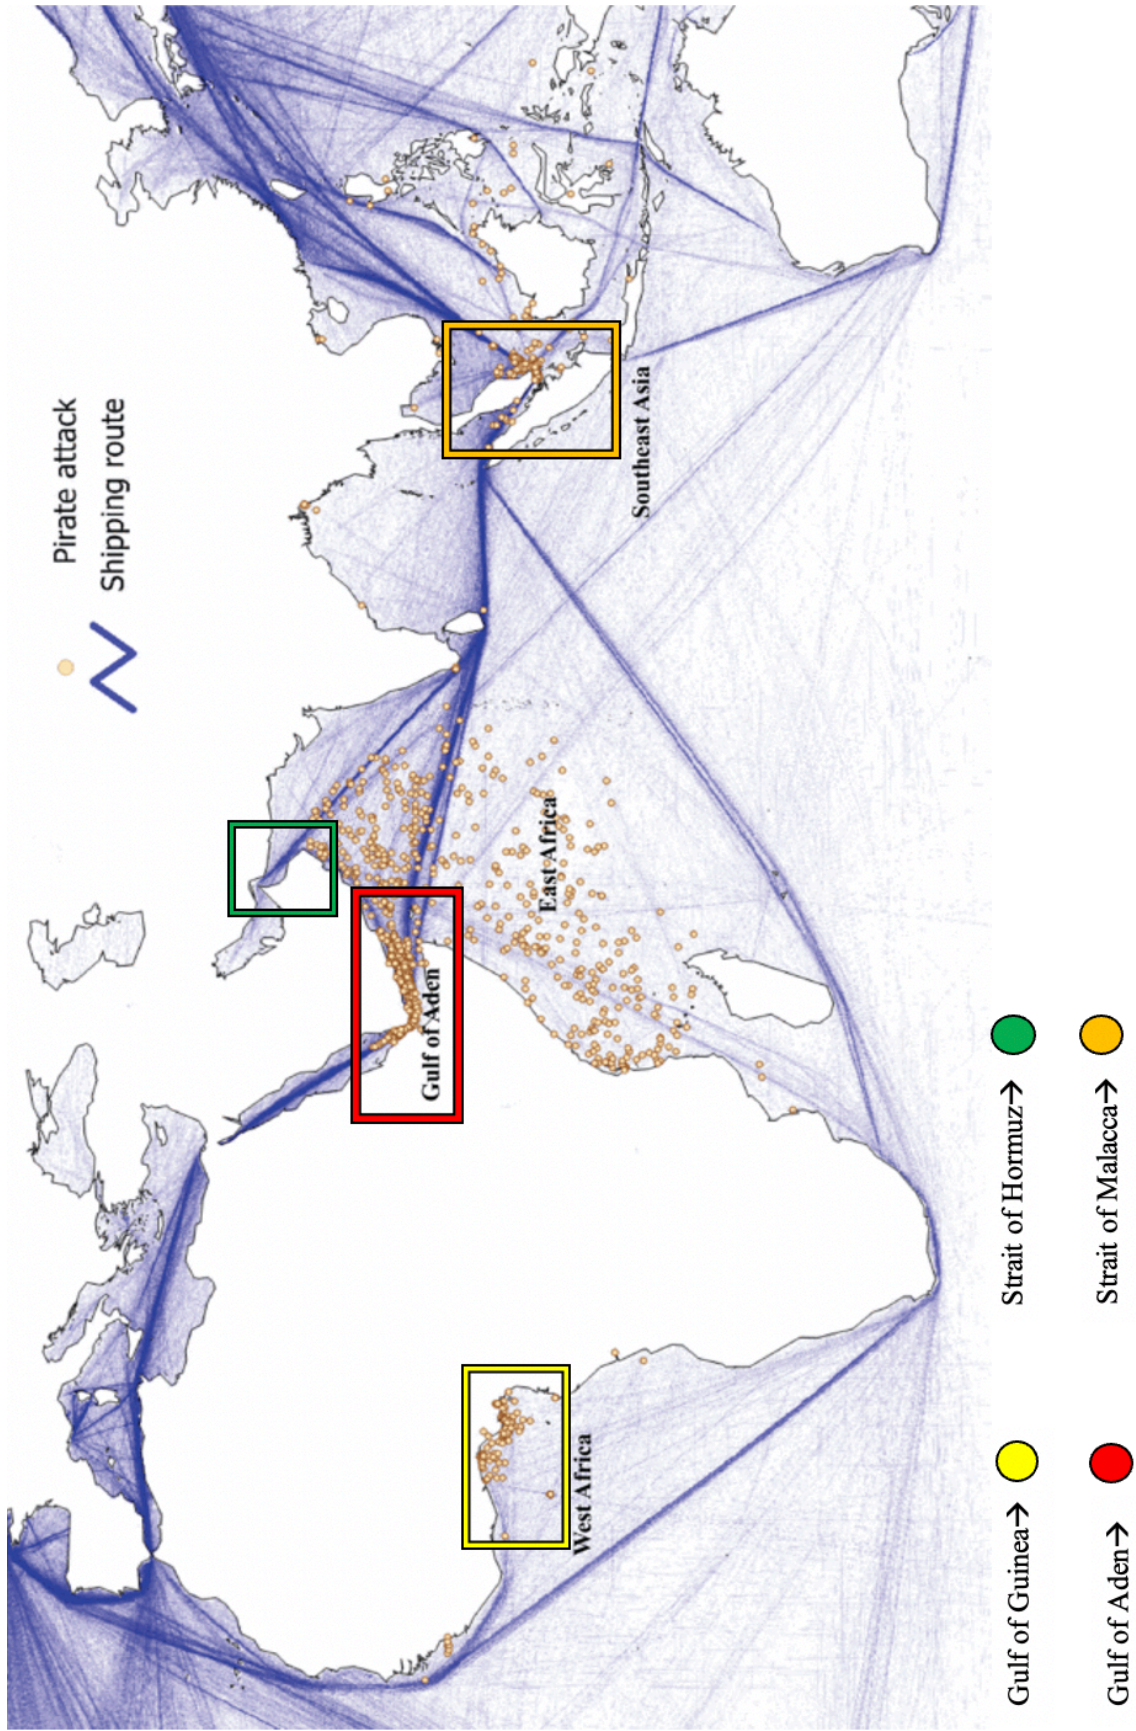 Pirate attack
Shipping route
Southeast Asia
East Africa
Gulf of Aden
West Africa
Gulf of Guinea→
Strait of Hormuz→
Gulf of Aden→
Strait of Malacca→